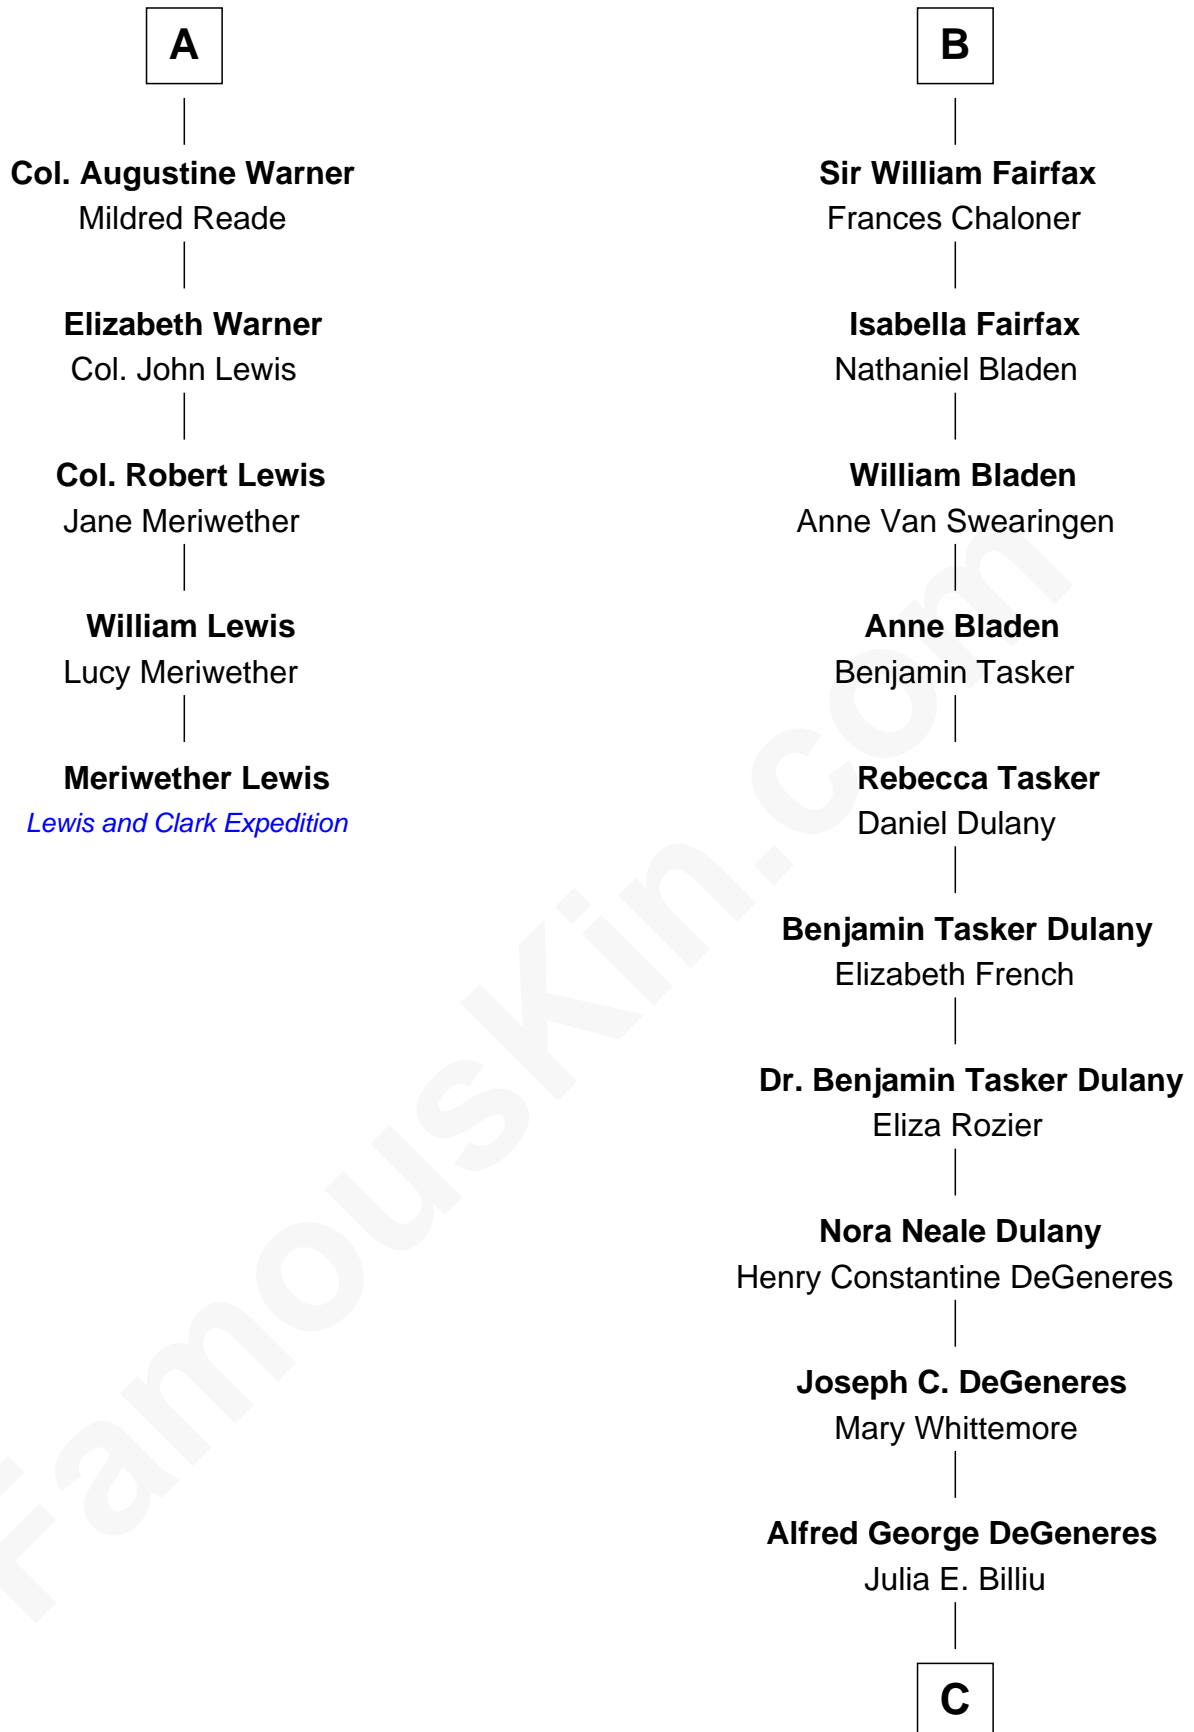 A
Col. Augustine Warner
Mildred Reade
Elizabeth Warner
Col. John Lewis
Col. Robert Lewis
Jane Meriwether
William Lewis
Lucy Meriwether
Meriwether Lewis
Lewis and Clark Expedition
B
Sir William Fairfax
Frances Chaloner
Isabella Fairfax
Nathaniel Bladen
William Bladen
Anne Van Swearingen
Anne Bladen
Benjamin Tasker
Rebecca Tasker
Daniel Dulany
Benjamin Tasker Dulany
Elizabeth French
Dr. Benjamin Tasker Dulany
Eliza Rozier
Nora Neale Dulany
Henry Constantine DeGeneres
Joseph C. DeGeneres
Mary Whittemore
Alfred George DeGeneres
Julia E. Billiu
C
FamousKin.com